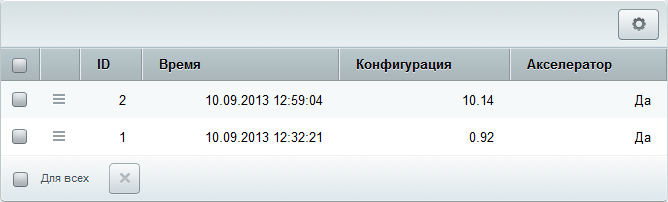 ID Время Конфигурация Акселератор
2 10.09.2013 12:59:04 10.14 Да
1 10.09.2013 12:32:21 0.92 Да
Для всех